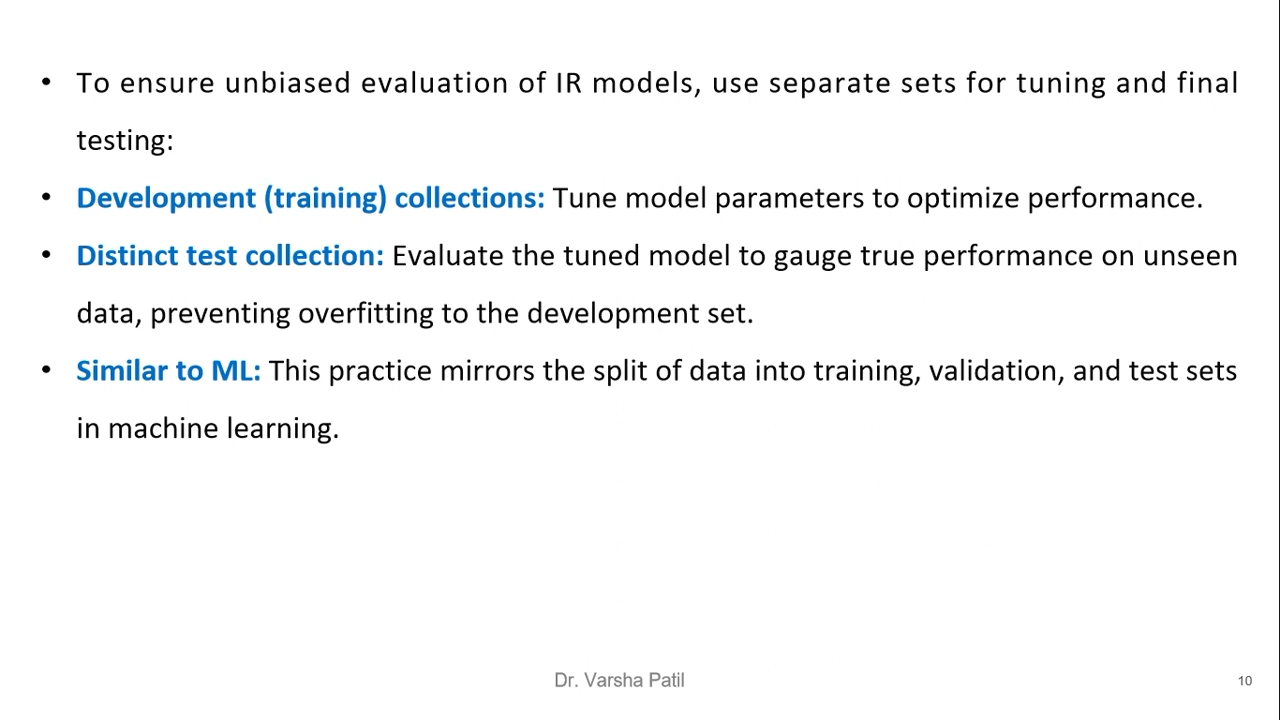 • To ensure unbiased evaluation of IR models, use separate sets for tuning and final
testing:
• Development (training) collections: Tune model parameters to optimize performance.
• Distinct test collection: Evaluate the tuned model to gauge true performance on unseen
data, preventing overfitting to the development set.
• Similar to ML: This practice mirrors the split of data into training, validation, and test sets
in machine learning.
Dr. Varsha Patil
10